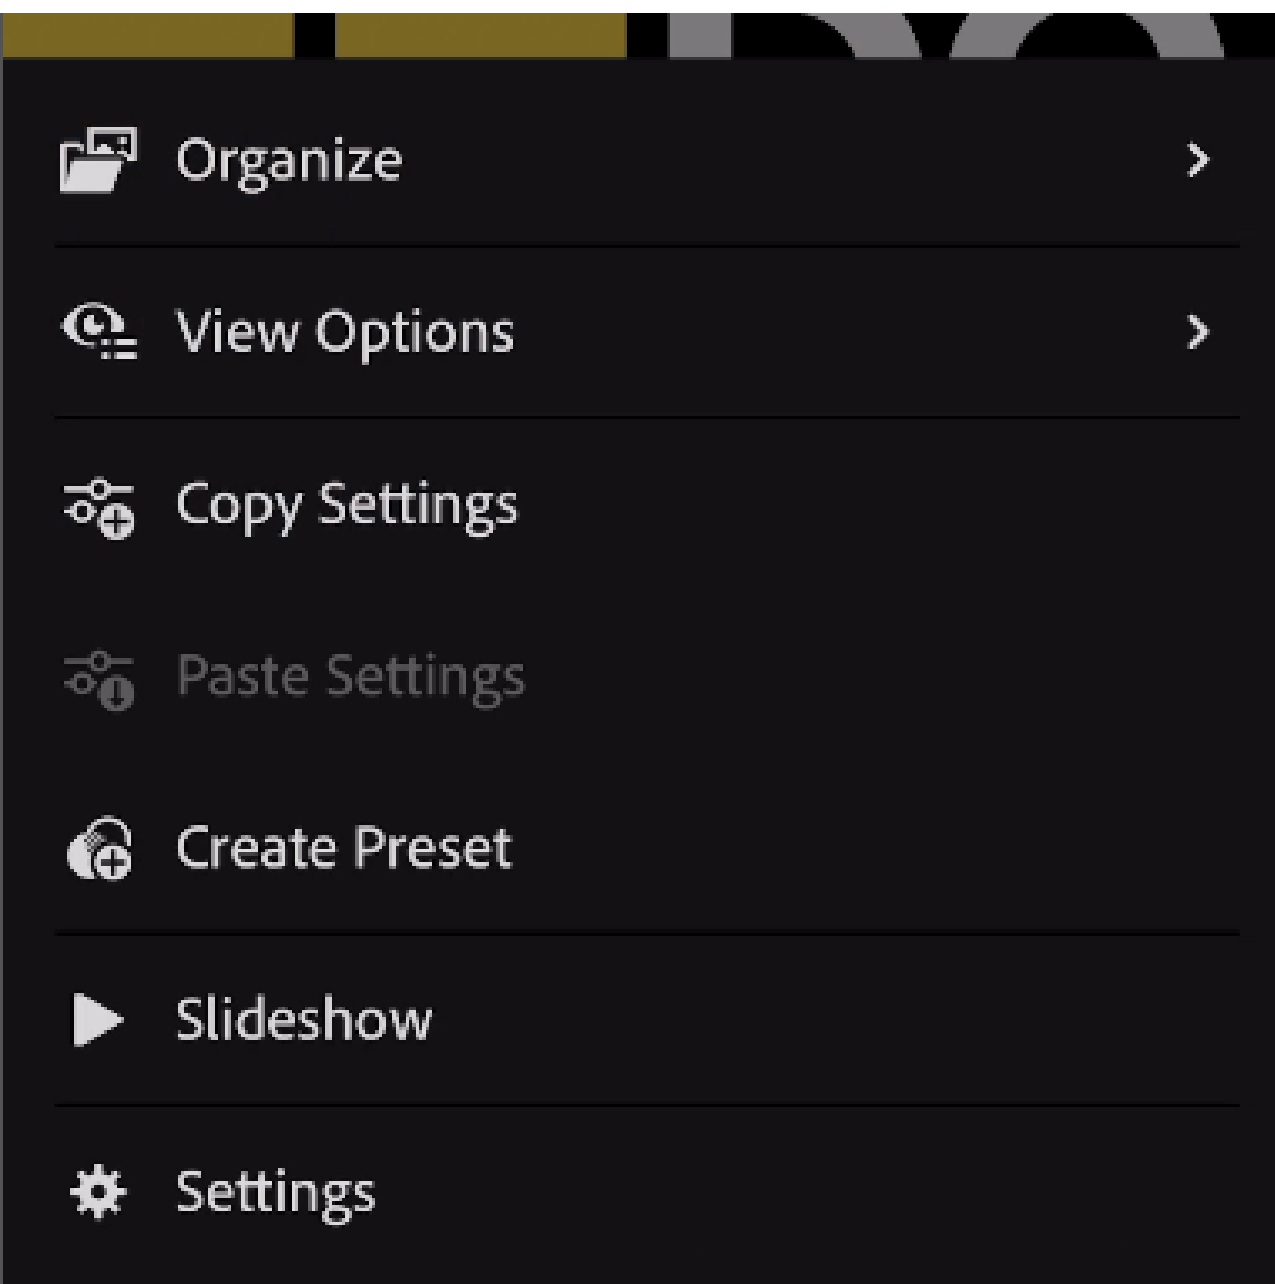 Organize
View Options
Copy Settings
Paste Settings
Create Preset
Slideshow
Settings